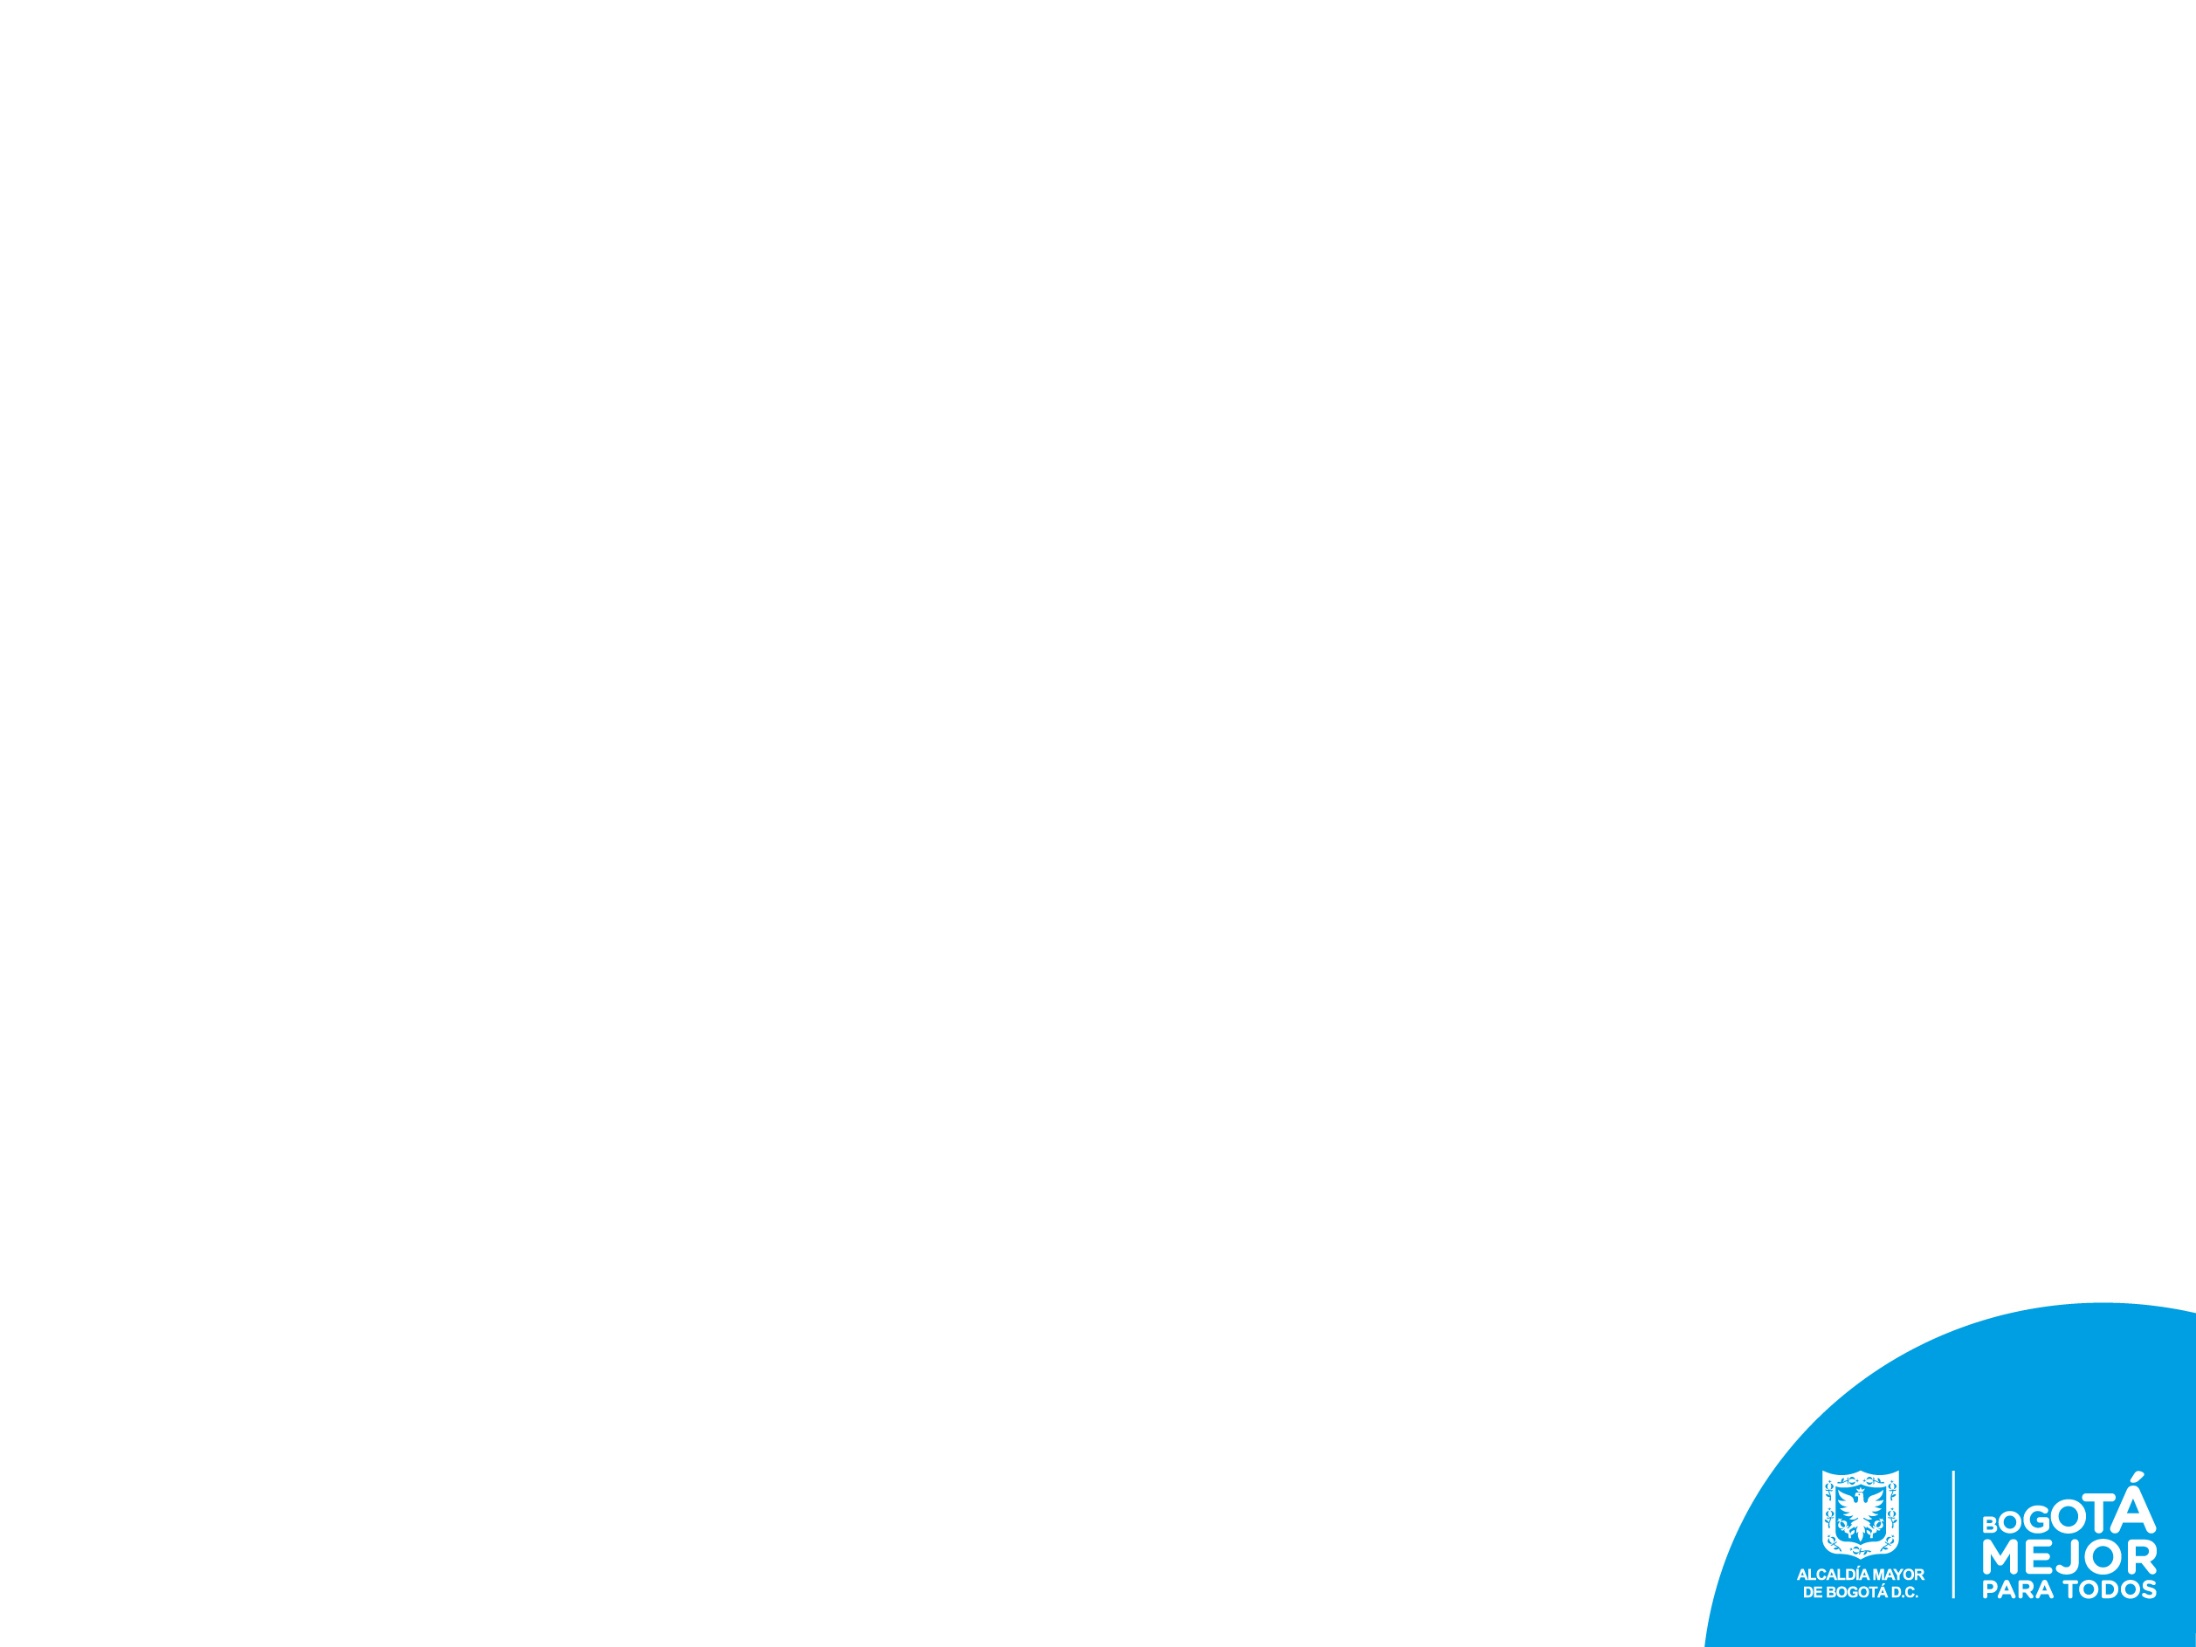 ALCALDÍA MAYOR
DE BOGOTÁ D.C.
BOGOTÁ
MEJOR
PARA TODOS